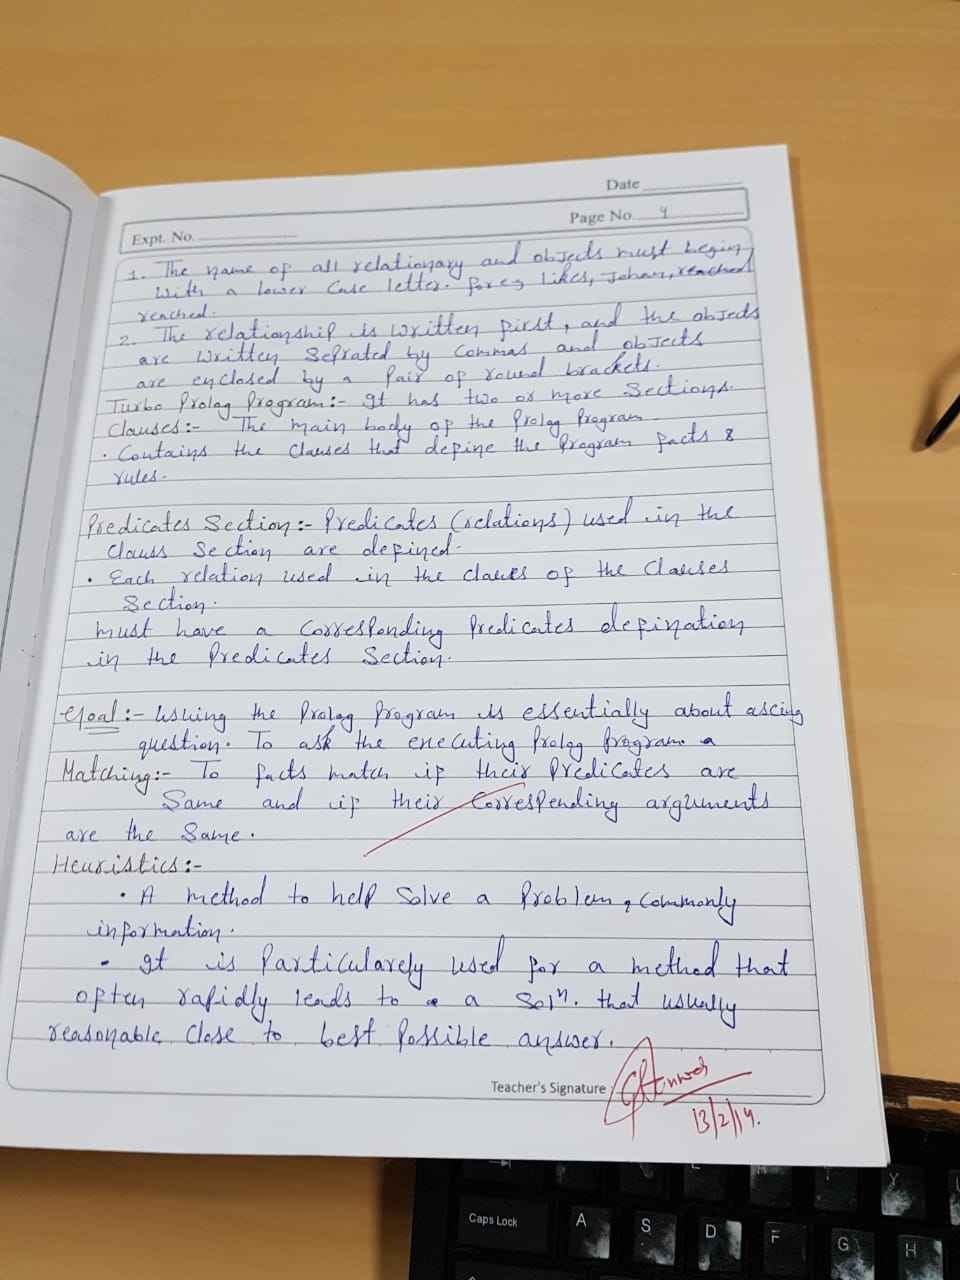 Date
Expt. No.
Page No. 4
1. The name of all relationary and objects must begin
with a lower case letter. for eg likes, Johan, reached
reached.
2. The relationship is written first, and the objects
are written seprated by commas and objects
are enclosed by a pair of round brackets.
Turbo Prolog Program:- It has two or more Sections.
Clauses:- The main body of the Prolog Program
• Contains the clauses that define the Program facts &
rules.
Predicates Section:- Predicates (relations) used in the
Clauss Section are defined.
• Each relation used in the claues of the Clauses
Section.
must have a corresponding Predicates defination
in the Predicates Section.
Goal:- Using the Prolog Program is essentially about ascing
question. To ask the executing Prolog Program a
Matching:- To facts match if their Predicates are
Same and if their Correspending arguments
are the Same.
Heuristics:-
• A method to help Solve a Problem, Commonly
information.
• It is Particularely used for a method that
often rapidly leads to a Solⁿ. that usually
reasonable close to best Possible answer.
Teacher's Signature
13/2/19.
Caps Lock
A
S
D
F
G
H
Y